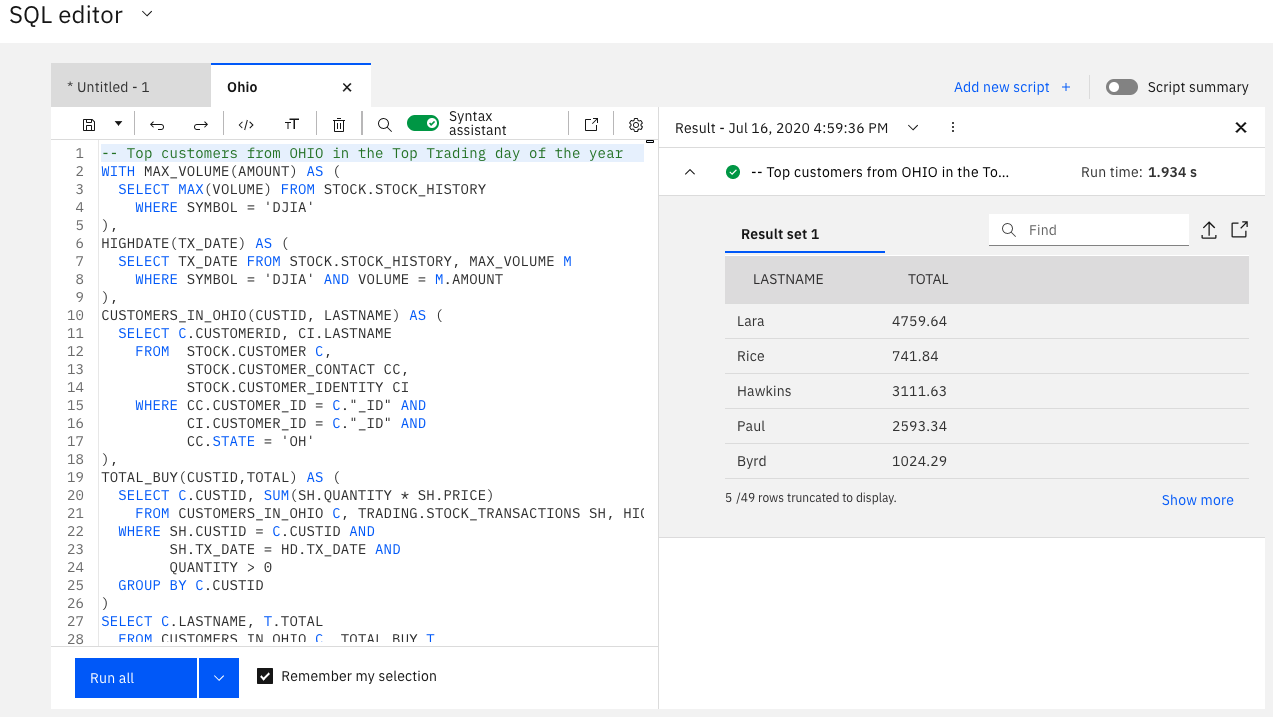 SQL editor
* Untitled - 1
Ohio
Add new script +
Script summary
Syntax
assistant
1 -- Top customers from OHIO in the Top Trading day of the year
2 WITH MAX_VOLUME(AMOUNT) AS (
3 SELECT MAX(VOLUME) FROM STOCK.STOCK_HISTORY
4 WHERE SYMBOL = 'DJIA'
5 ),
6 HIGHDATE(TX_DATE) AS (
7 SELECT TX_DATE FROM STOCK.STOCK_HISTORY, MAX_VOLUME M
8 WHERE SYMBOL = 'DJIA' AND VOLUME = M.AMOUNT
9 ),
10 CUSTOMERS_IN_OHIO(CUSTID, LASTNAME) AS (
11 SELECT C.CUSTOMERID, CI.LASTNAME
12 FROM  STOCK.CUSTOMER C,
13 STOCK.CUSTOMER_CONTACT CC,
14 STOCK.CUSTOMER_IDENTITY CI
15 WHERE CC.CUSTOMER_ID = C."_ID" AND
16 CI.CUSTOMER_ID = C."_ID" AND
17 CC.STATE = 'OH'
18 ),
19 TOTAL_BUY(CUSTID,TOTAL) AS (
20 SELECT C.CUSTID, SUM(SH.QUANTITY * SH.PRICE)
21 FROM CUSTOMERS_IN_OHIO C, TRADING.STOCK_TRANSACTIONS SH, HIG
22 WHERE SH.CUSTID = C.CUSTID AND
23 SH.TX_DATE = HD.TX_DATE AND
24 QUANTITY > 0
25 GROUP BY C.CUSTID
26 )
27 SELECT C.LASTNAME, T.TOTAL
28 FROM CUSTOMERS_IN_OHIO C, TOTAL_BUY T
Run all
Remember my selection
Result - Jul 16, 2020 4:59:36 PM
-- Top customers from OHIO in the To...
Run time: 1.934 s
Result set 1
Find
LASTNAME TOTAL
Lara 4759.64
Rice 741.84
Hawkins 3111.63
Paul 2593.34
Byrd 1024.29
5 /49 rows truncated to display.
Show more